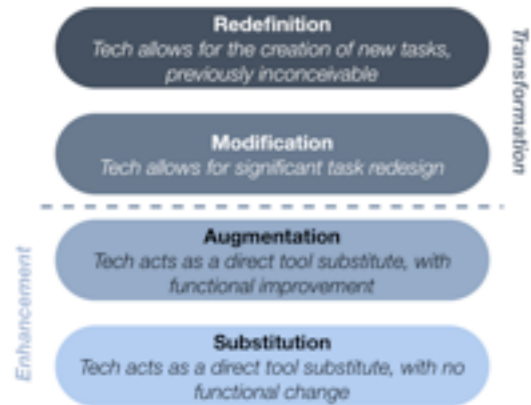 Redefinition
Tech allows for the creation of new tasks,
previously inconceivable
Transformation
Modification
Tech allows for significant task redesign
Augmentation
Tech acts as a direct tool substitute, with
functional improvement
Enhancement
Substitution
Tech acts as a direct tool substitute, with no
functional change